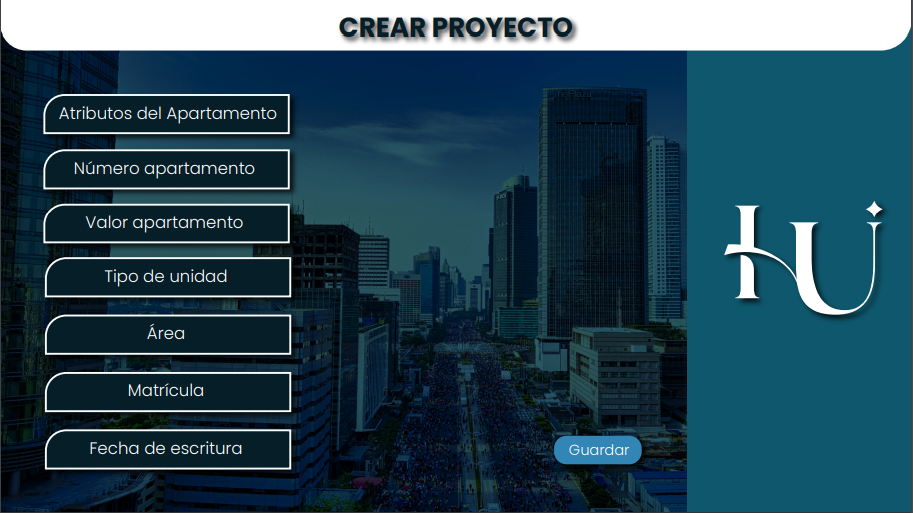 CREAR PROYECTO
Atributos del Apartamento
Número apartamento
Valor apartamento
Tipo de unidad
Área
Matrícula
Fecha de escritura
Guardar
HU